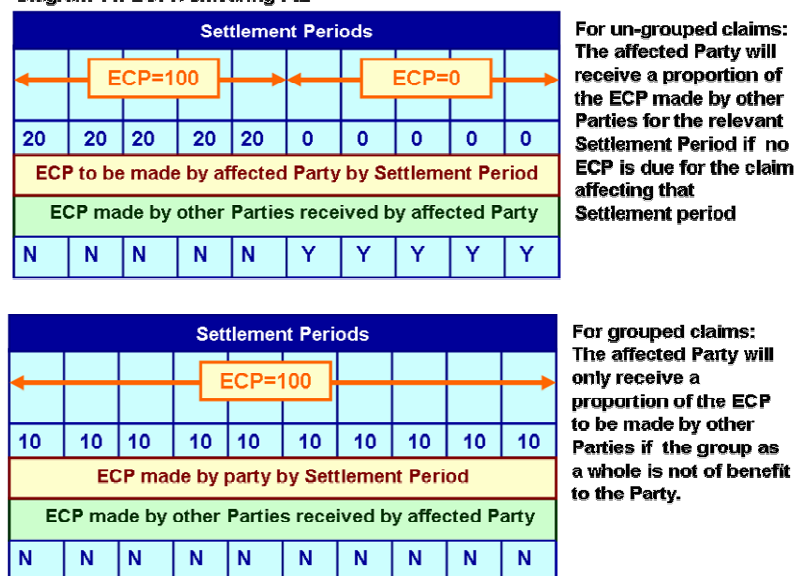 Settlement Periods
ECP=100 ECP=0
20 20 20 20 20 0 0 0 0 0
ECP to be made by affected Party by Settlement Period
ECP made by other Parties received by affected Party
N N N N N Y Y Y Y Y
For un-grouped claims:
The affected Party will
receive a proportion of
the ECP made by other
Parties for the relevant
Settlement Period if no
ECP is due for the claim
affecting that
Settlement period
Settlement Periods
ECP=100
10 10 10 10 10 10 10 10 10 10
ECP made by party by Settlement Period
ECP made by other Parties received by affected Party
N N N N N N N N N N
For grouped claims:
The affected Party will
only receive a
proportion of the ECP
to be made by other
Parties if the group as
a whole is not of benefit
to the Party.